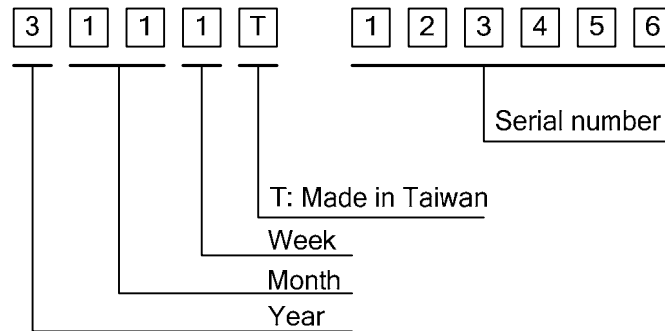 3 1 1 1 T 1 2 3 4 5 6
Serial number
T: Made in Taiwan
Week
Month
Year